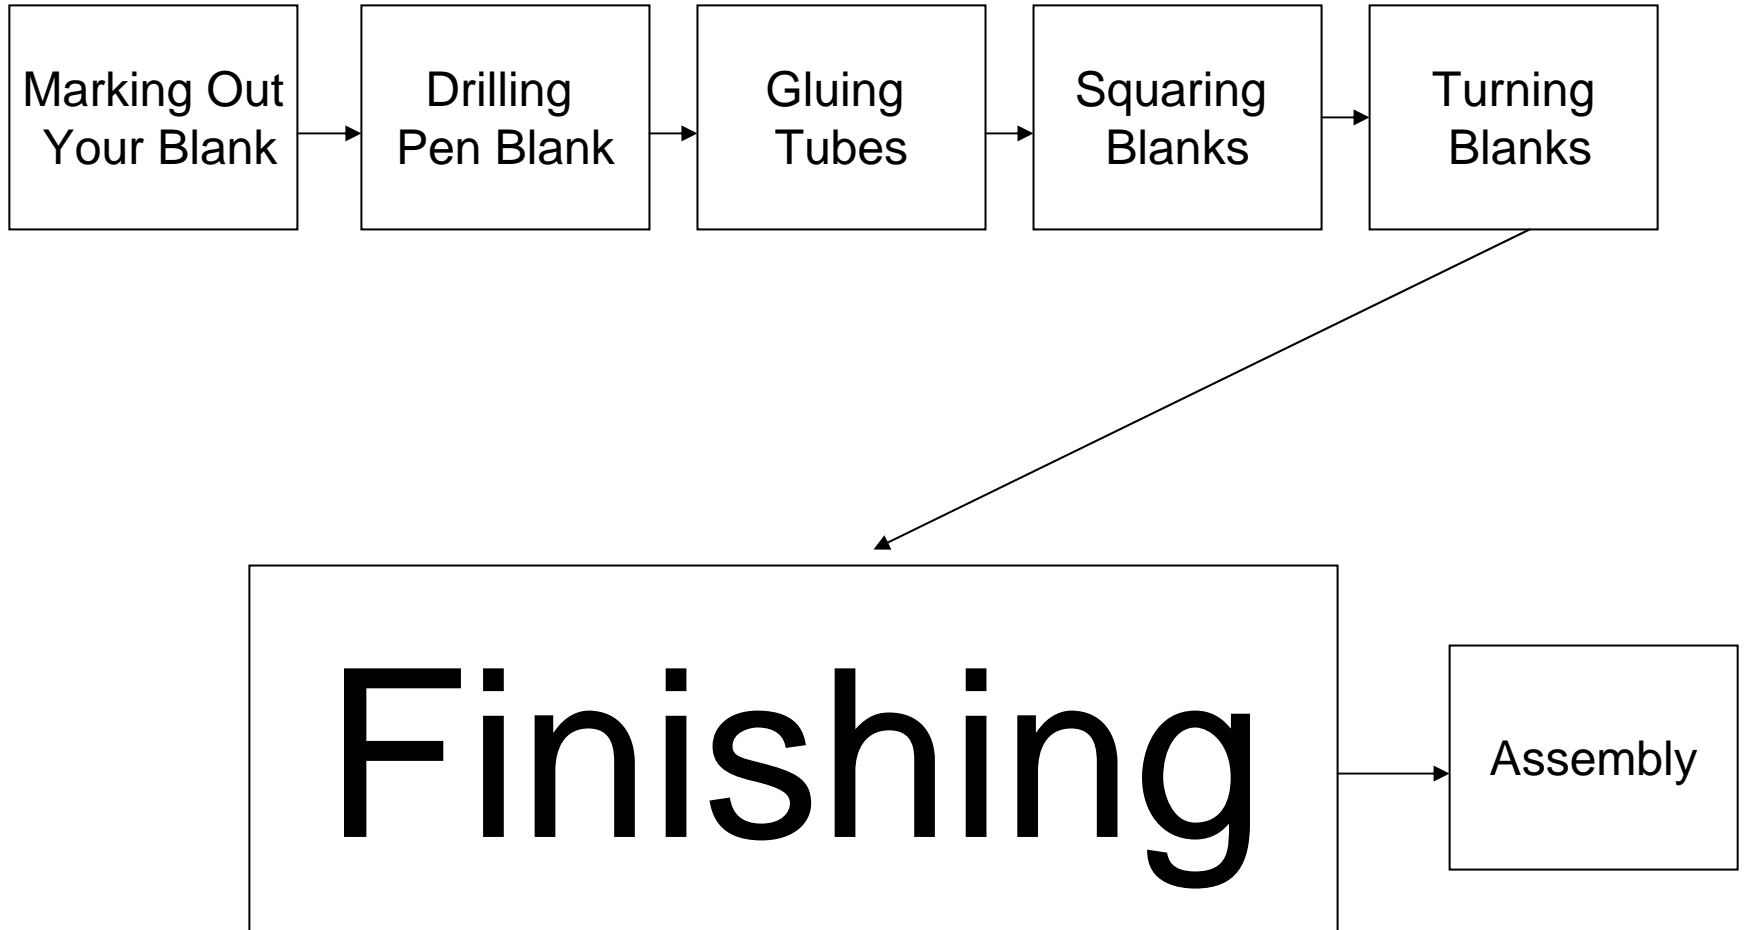 Marking Out
Your Blank
Drilling
Pen Blank
Gluing
Tubes
Squaring
Blanks
Turning
Blanks
Finishing
Assembly